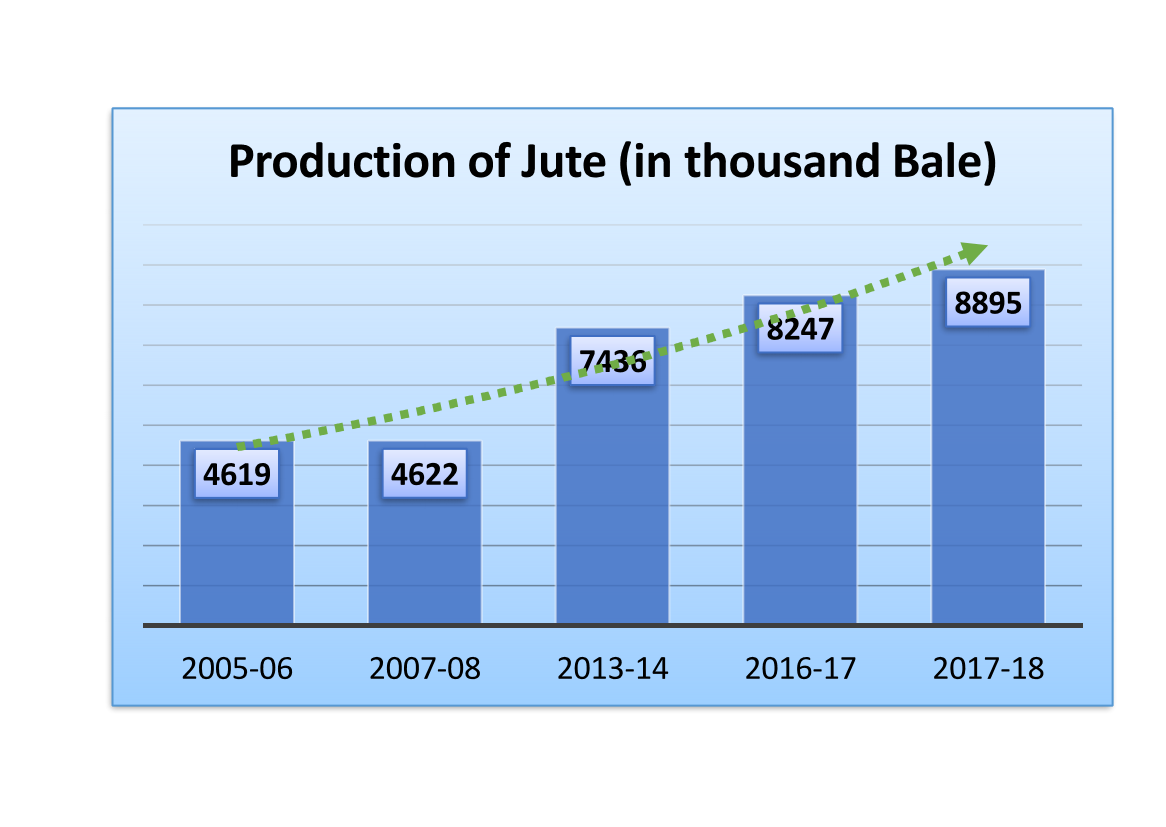 Production of Jute (in thousand Bale)
4619
4622
7436
8247
8895
2005-06 2007-08 2013-14 2016-17 2017-18